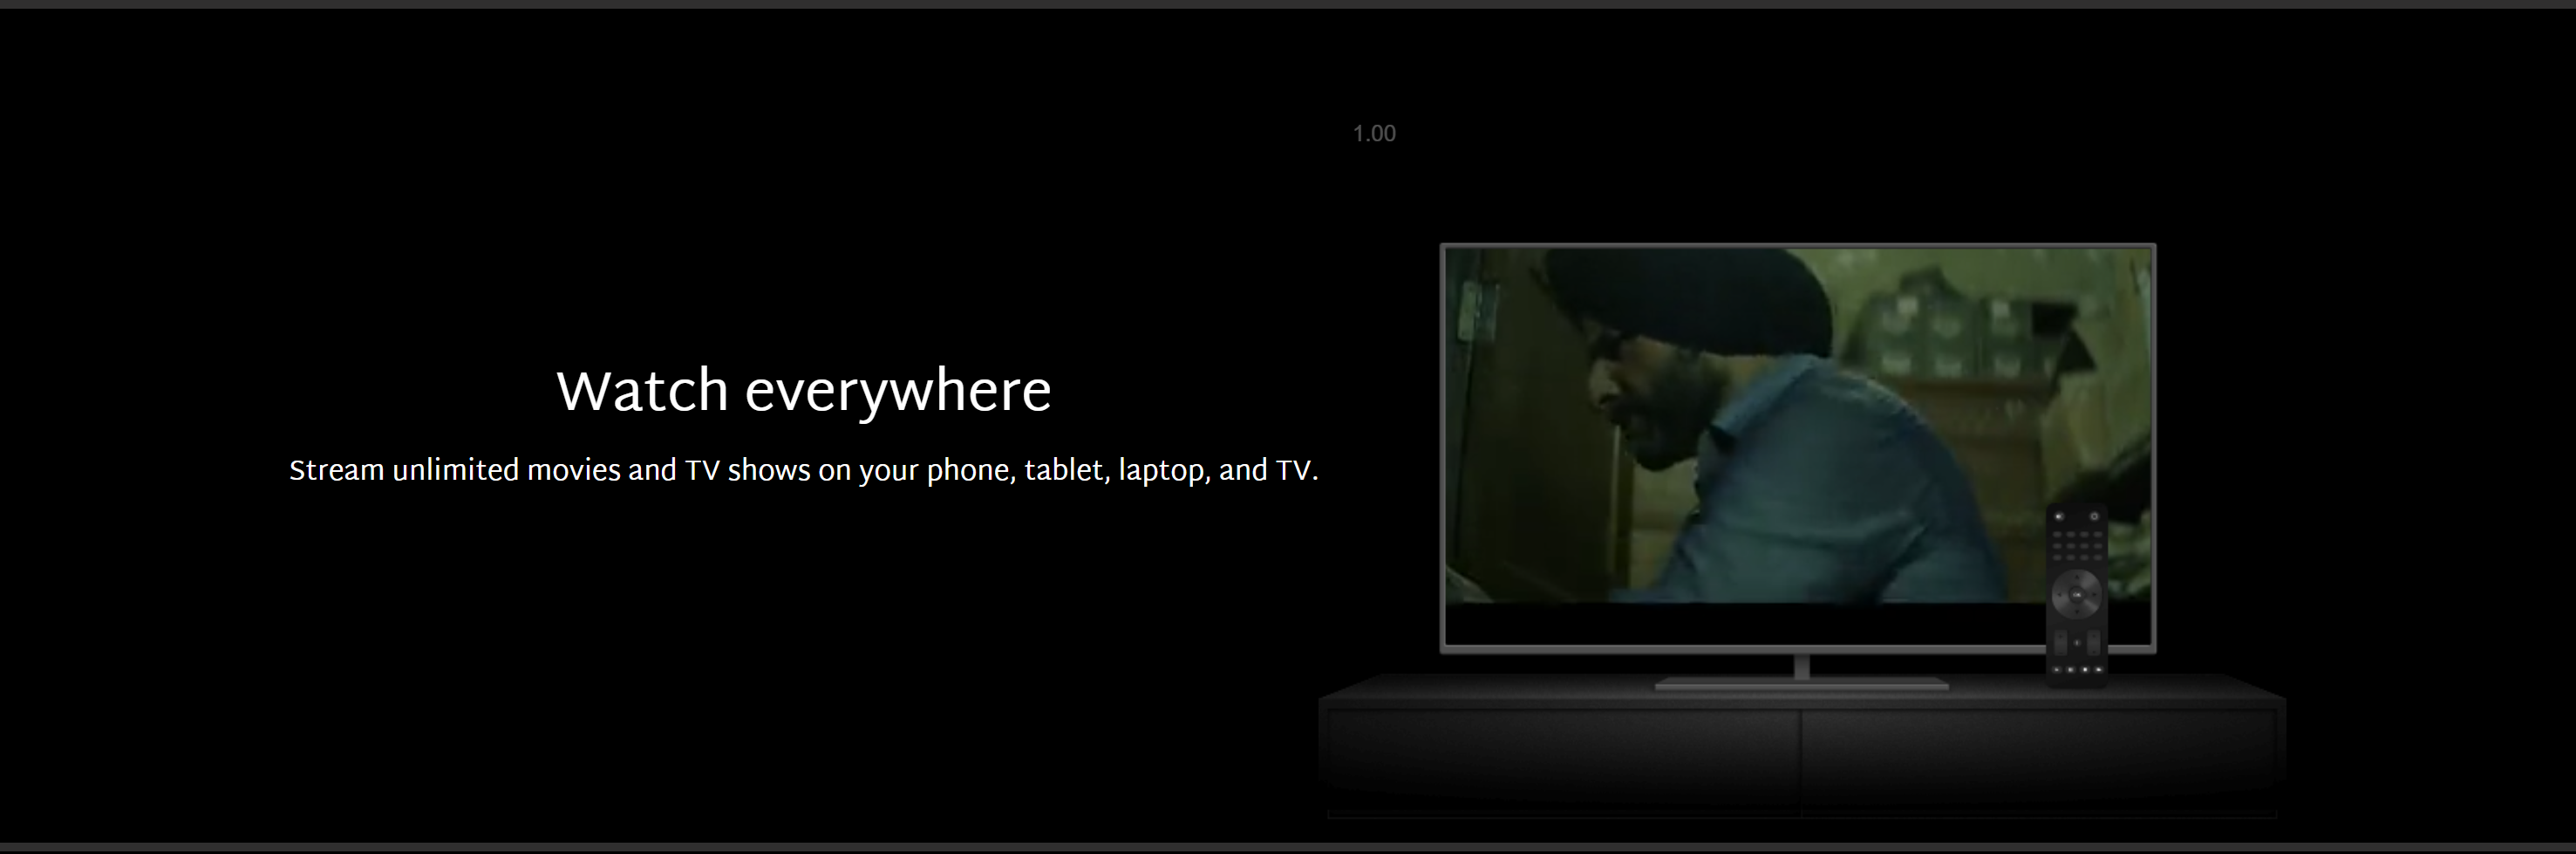 1.00
Watch everywhere
Stream unlimited movies and TV shows on your phone, tablet, laptop, and TV.